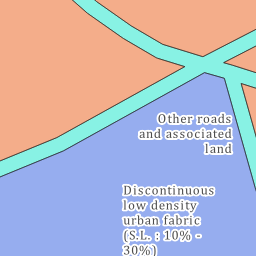 Other roads
and associated
land
Discontinuous
low density
urban fabric
(S.L. : 10% -
30%)